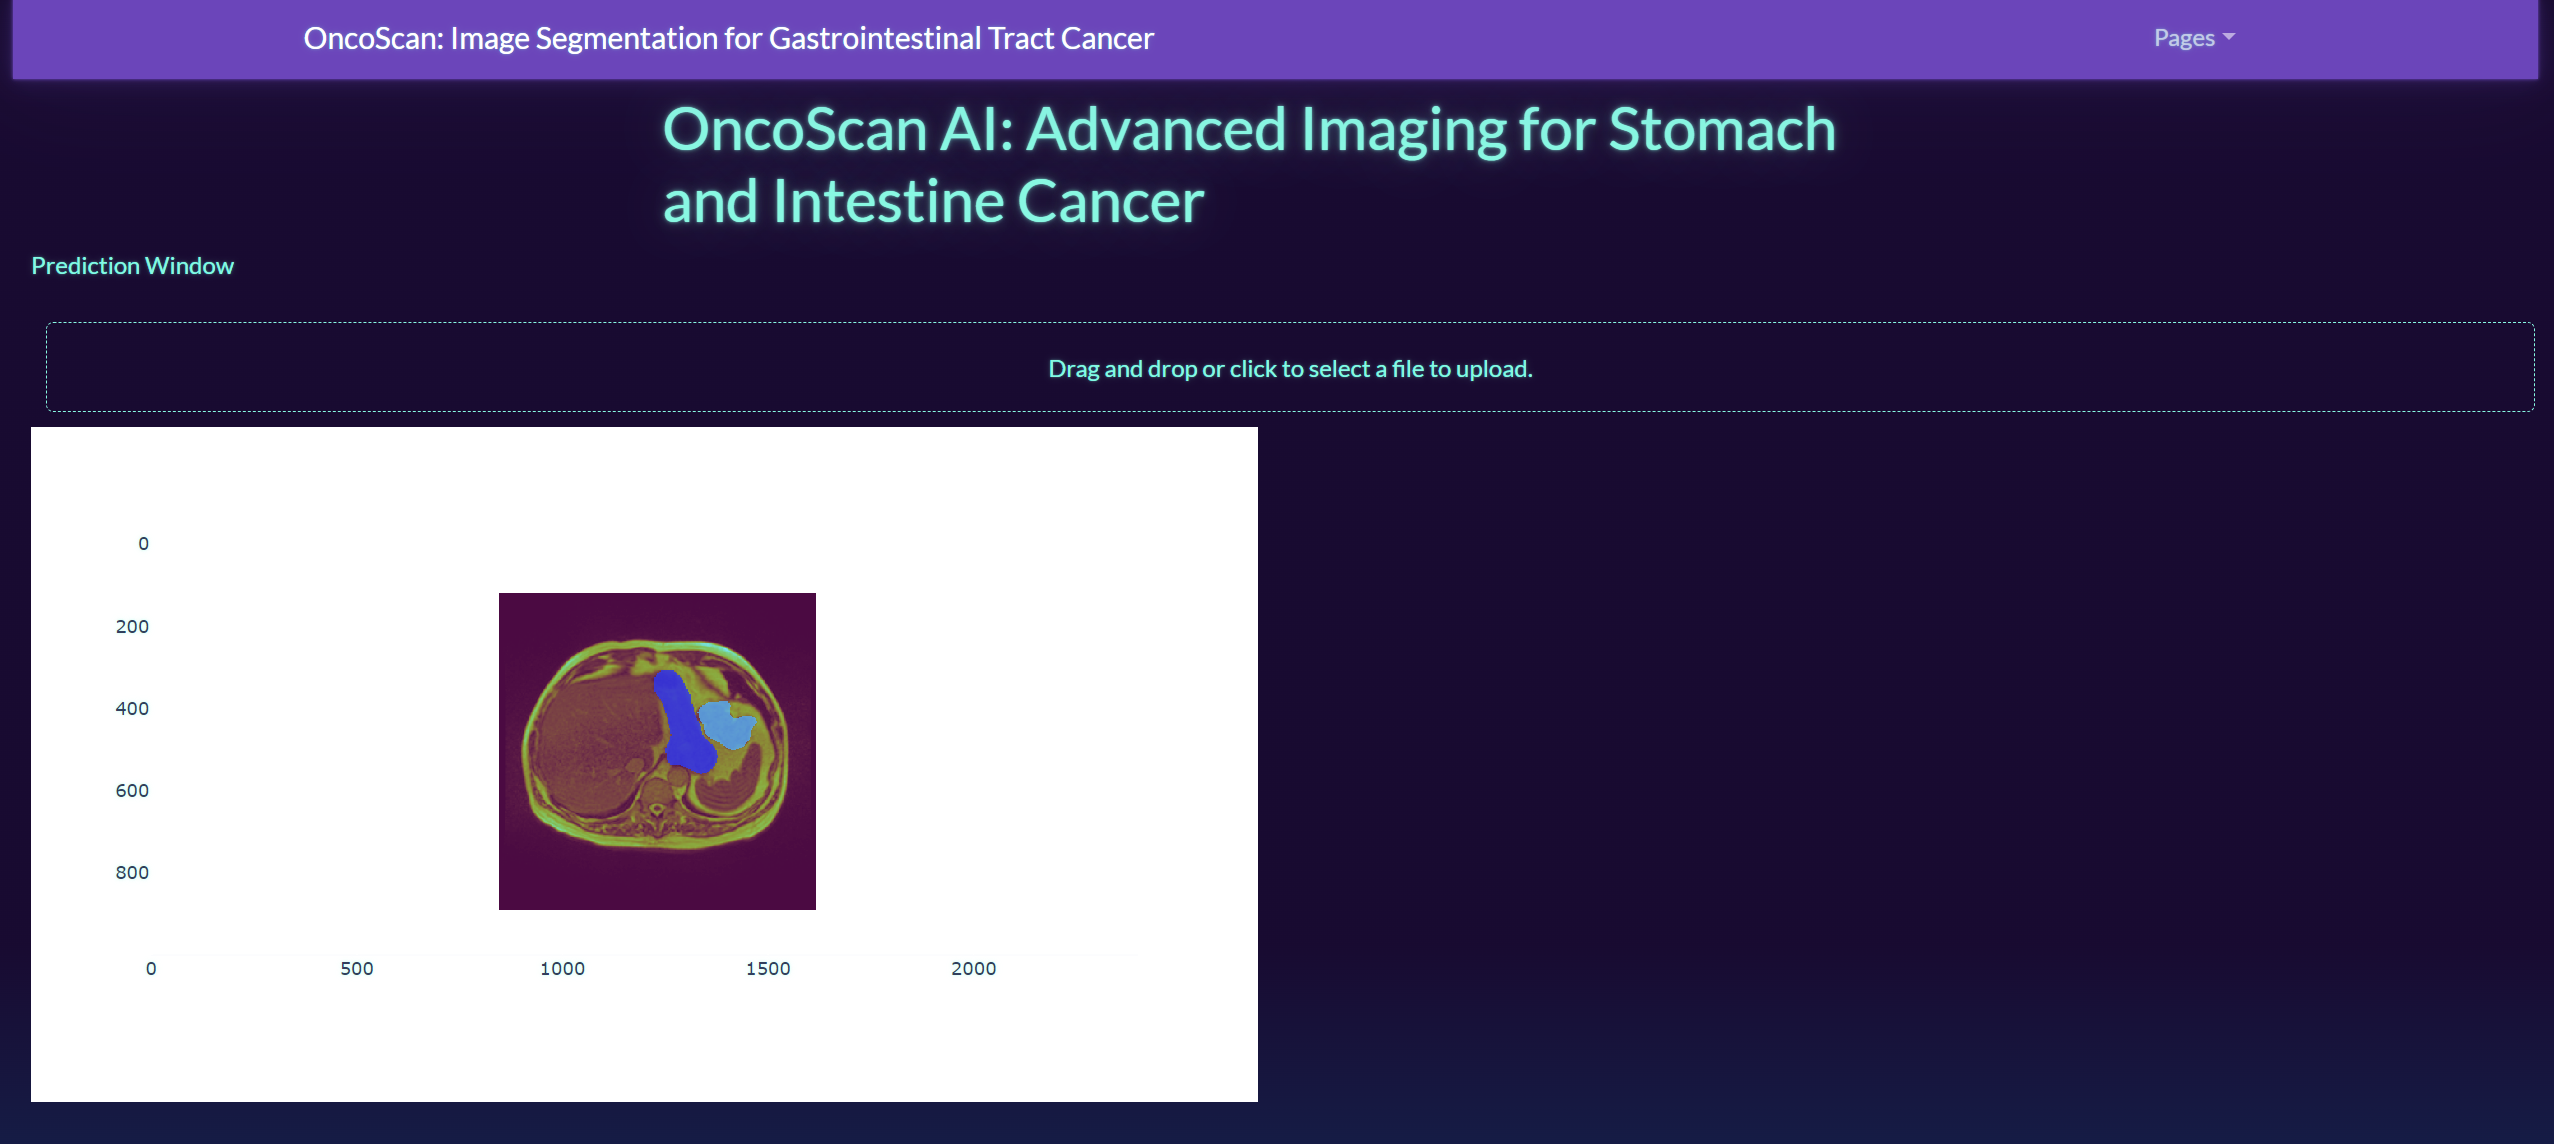 OncoScan: Image Segmentation for Gastrointestinal Tract Cancer
Pages
OncoScan AI: Advanced Imaging for Stomach
and Intestine Cancer
Prediction Window
Drag and drop or click to select a file to upload.
0
200
400
600
800
0 500 1000 1500 2000